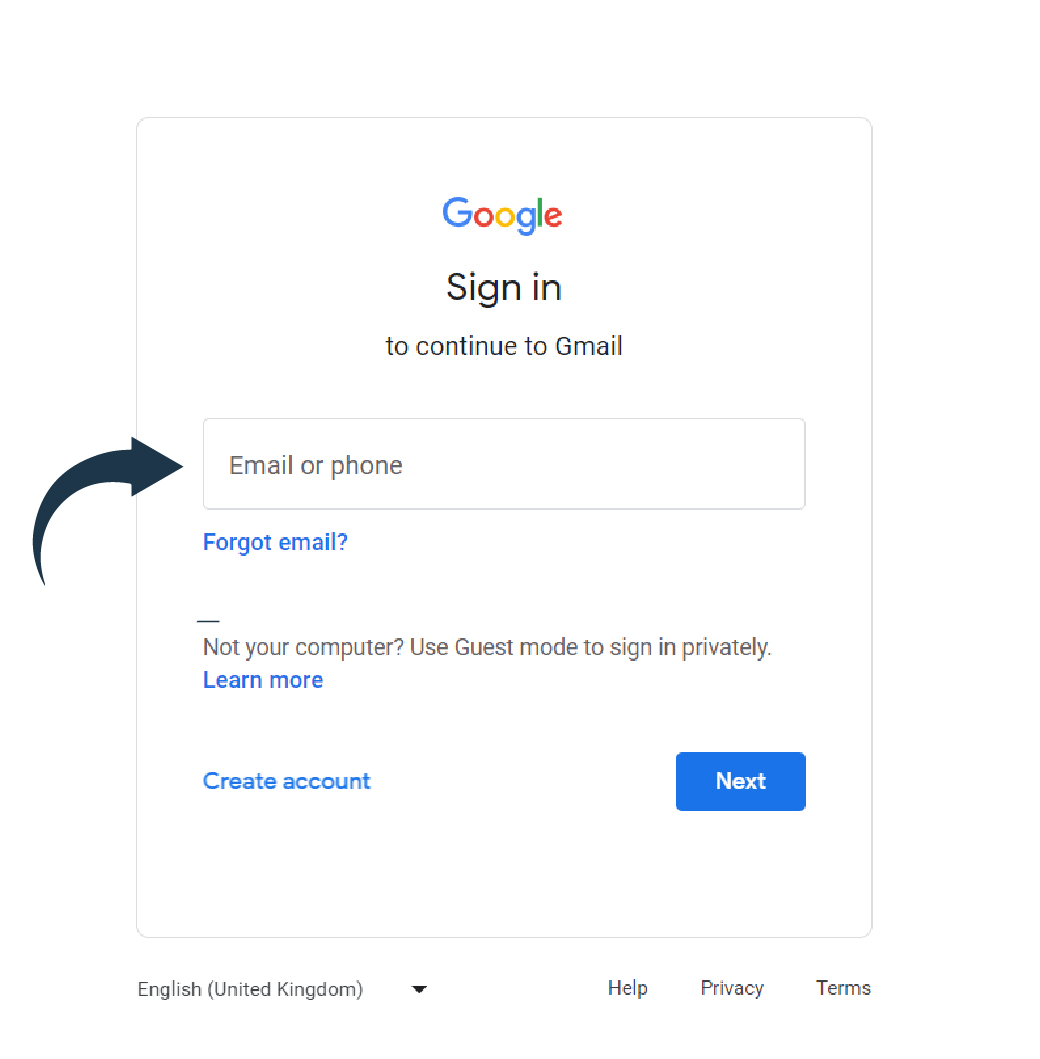 Google
Sign in
to continue to Gmail
Email or phone
Forgot email?
Not your computer? Use Guest mode to sign in privately.
Learn more
Create account
Next
English (United Kingdom)
Help Privacy Terms